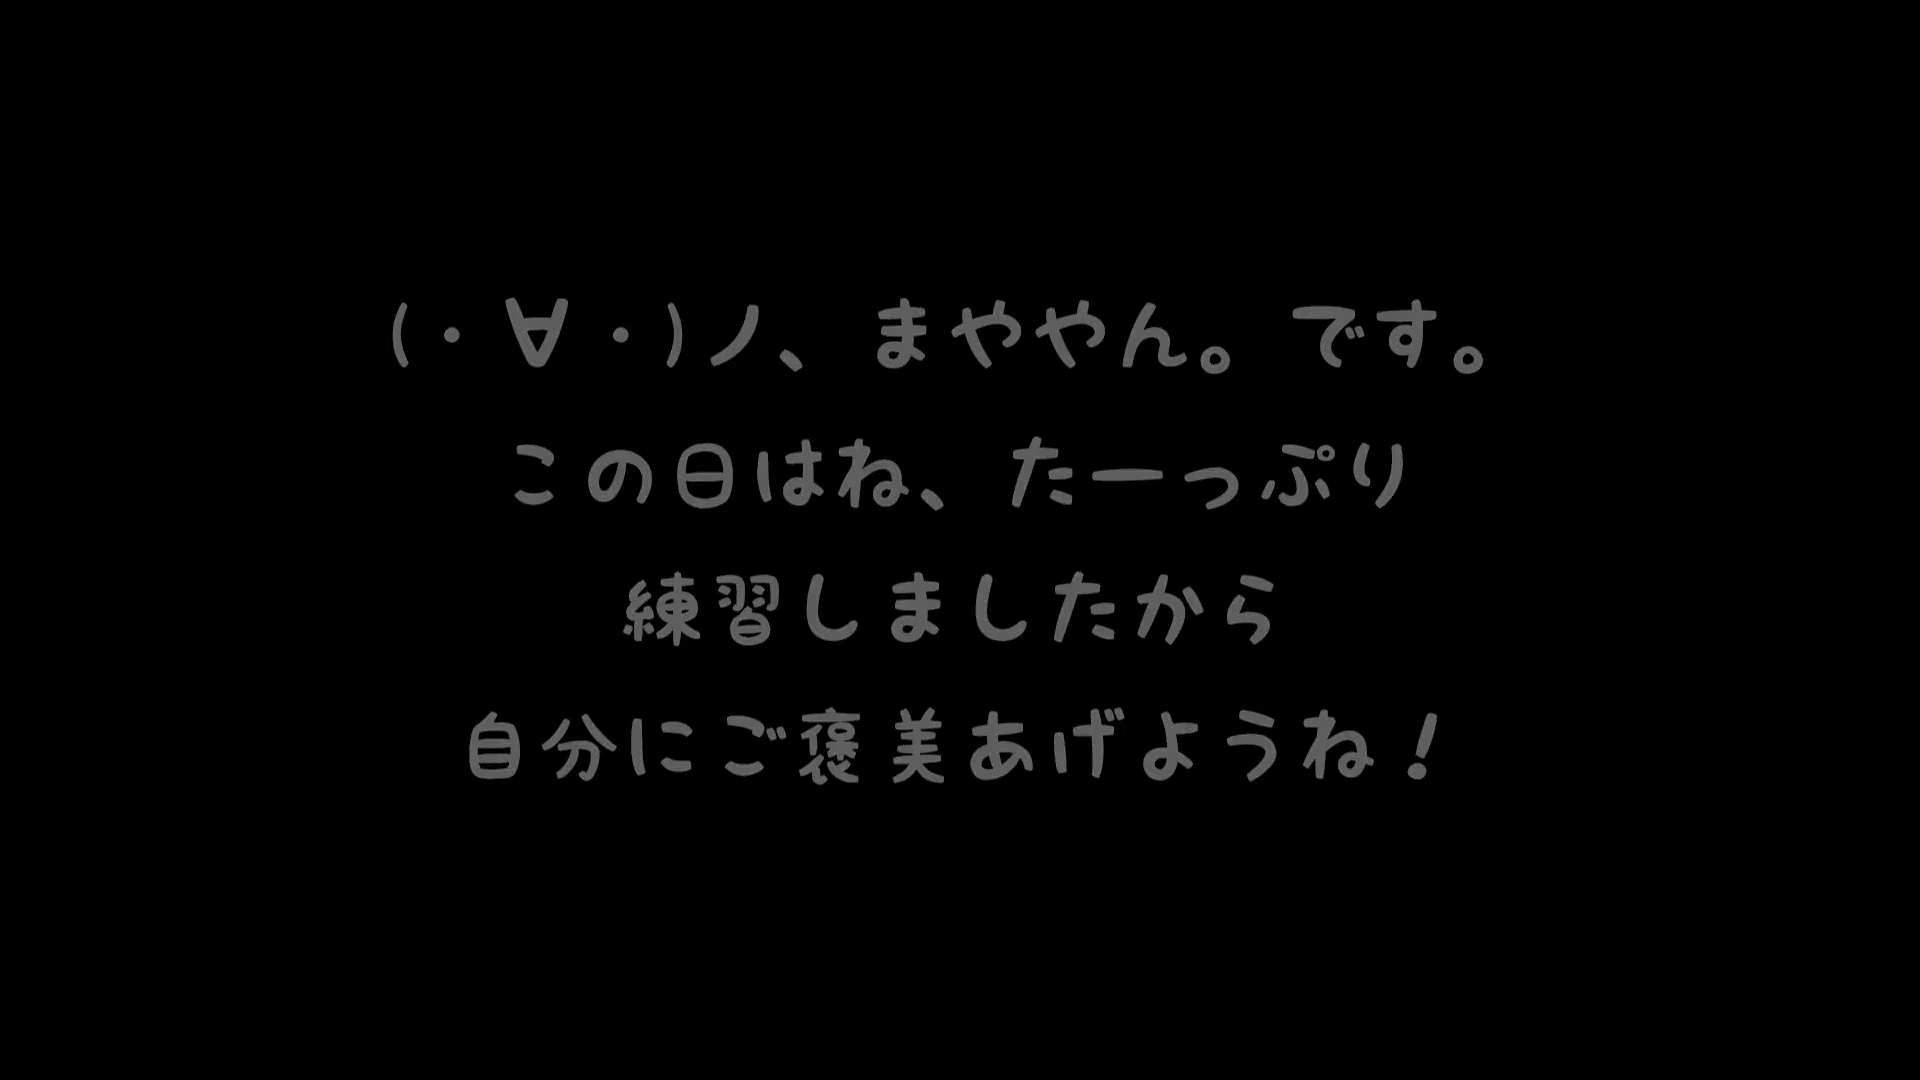 (・∀・)ノ、まややん。です。
この日はね、たーっぷり
練習しましたから
自分にご褒美あげようね!